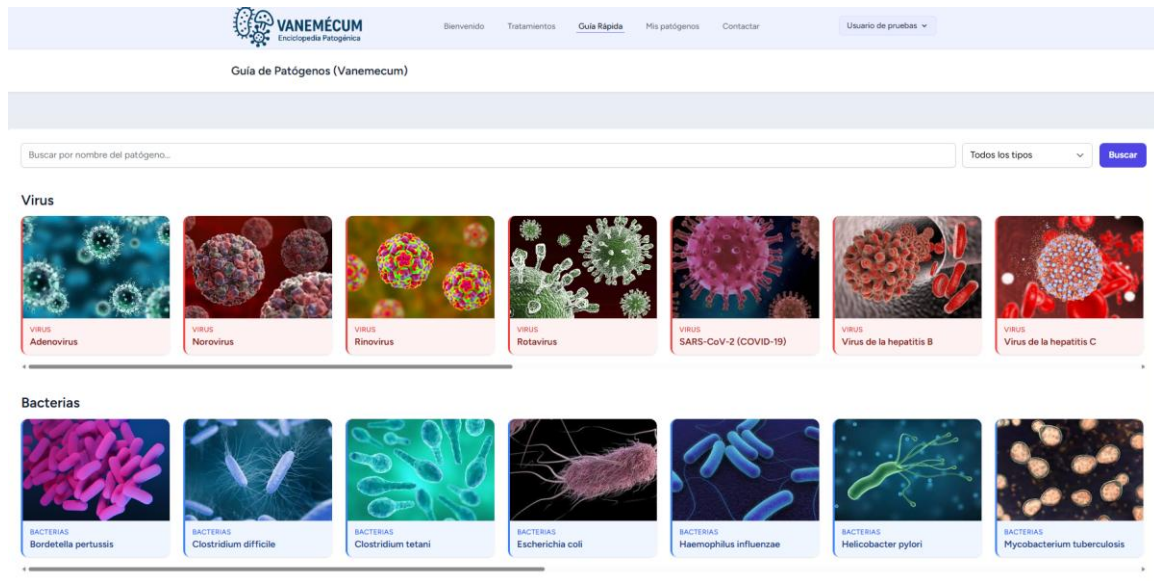 VANEMÉCUM
Enciclopedia Patogénica
Bienvenido Tratamientos Guía Rápida Mis patógenos Contactar Usuario de pruebas
Guía de Patógenos (Vanemecum)
Buscar por nombre del patógeno... Todos los tipos Buscar
Virus
VIRUS VIRUS VIRUS VIRUS VIRUS VIRUS VIRUS
Adenovirus Norovirus Rinovirus Rotavirus SARS-CoV-2 (COVID-19) Virus de la hepatitis B Virus de la hepatitis C
Bacterias
BACTERIAS BACTERIAS BACTERIAS BACTERIAS BACTERIAS BACTERIAS BACTERIAS
Bordetella pertussis Clostridium difficile Clostridium tetani Escherichia coli Haemophilus influenzae Helicobacter pylori Mycobacterium tuberculosis